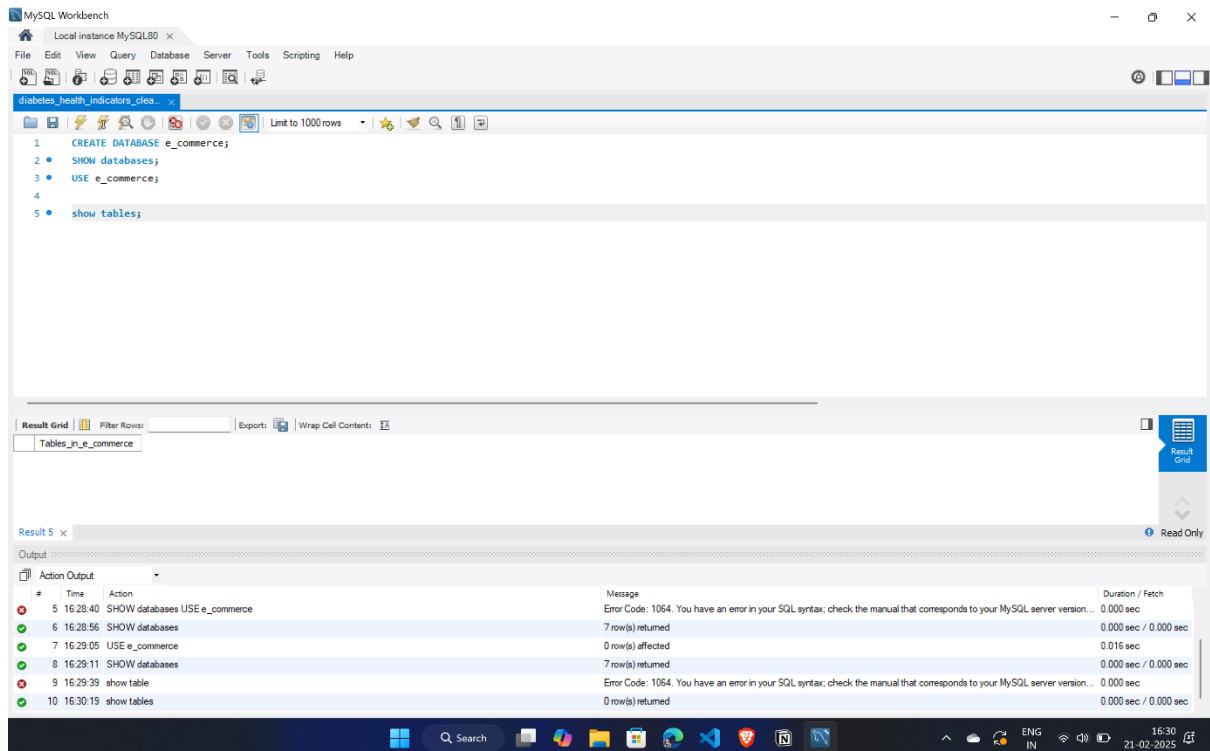 MySQL Workbench
Local instance MySQL80
File Edit View Query Database Server Tools Scripting Help
diabetes_health_indicators_clea...
Limit to 1000 rows
1 CREATE DATABASE e_commerce;
2 SHOW databases;
3 USE e_commerce;
4
5 show tables;
Result Grid Filter Rows: Export: Wrap Cell Content:
Tables_in_e_commerce
Result Grid
Result 5
Read Only
Output
Action Output
# Time Action Message Duration / Fetch
5 16:28:40 SHOW databases USE e_commerce Error Code: 1064. You have an error in your SQL syntax; check the manual that corresponds to your MySQL server version... 0.000 sec
6 16:28:56 SHOW databases 7 row(s) returned 0.000 sec / 0.000 sec
7 16:29:05 USE e_commerce 0 row(s) affected 0.016 sec
8 16:29:11 SHOW databases 7 row(s) returned 0.000 sec / 0.000 sec
9 16:29:39 show table Error Code: 1064. You have an error in your SQL syntax; check the manual that corresponds to your MySQL server version... 0.000 sec
10 16:30:19 show tables 0 row(s) returned 0.000 sec / 0.000 sec
Search
ENG
IN
16:30
21-02-2025